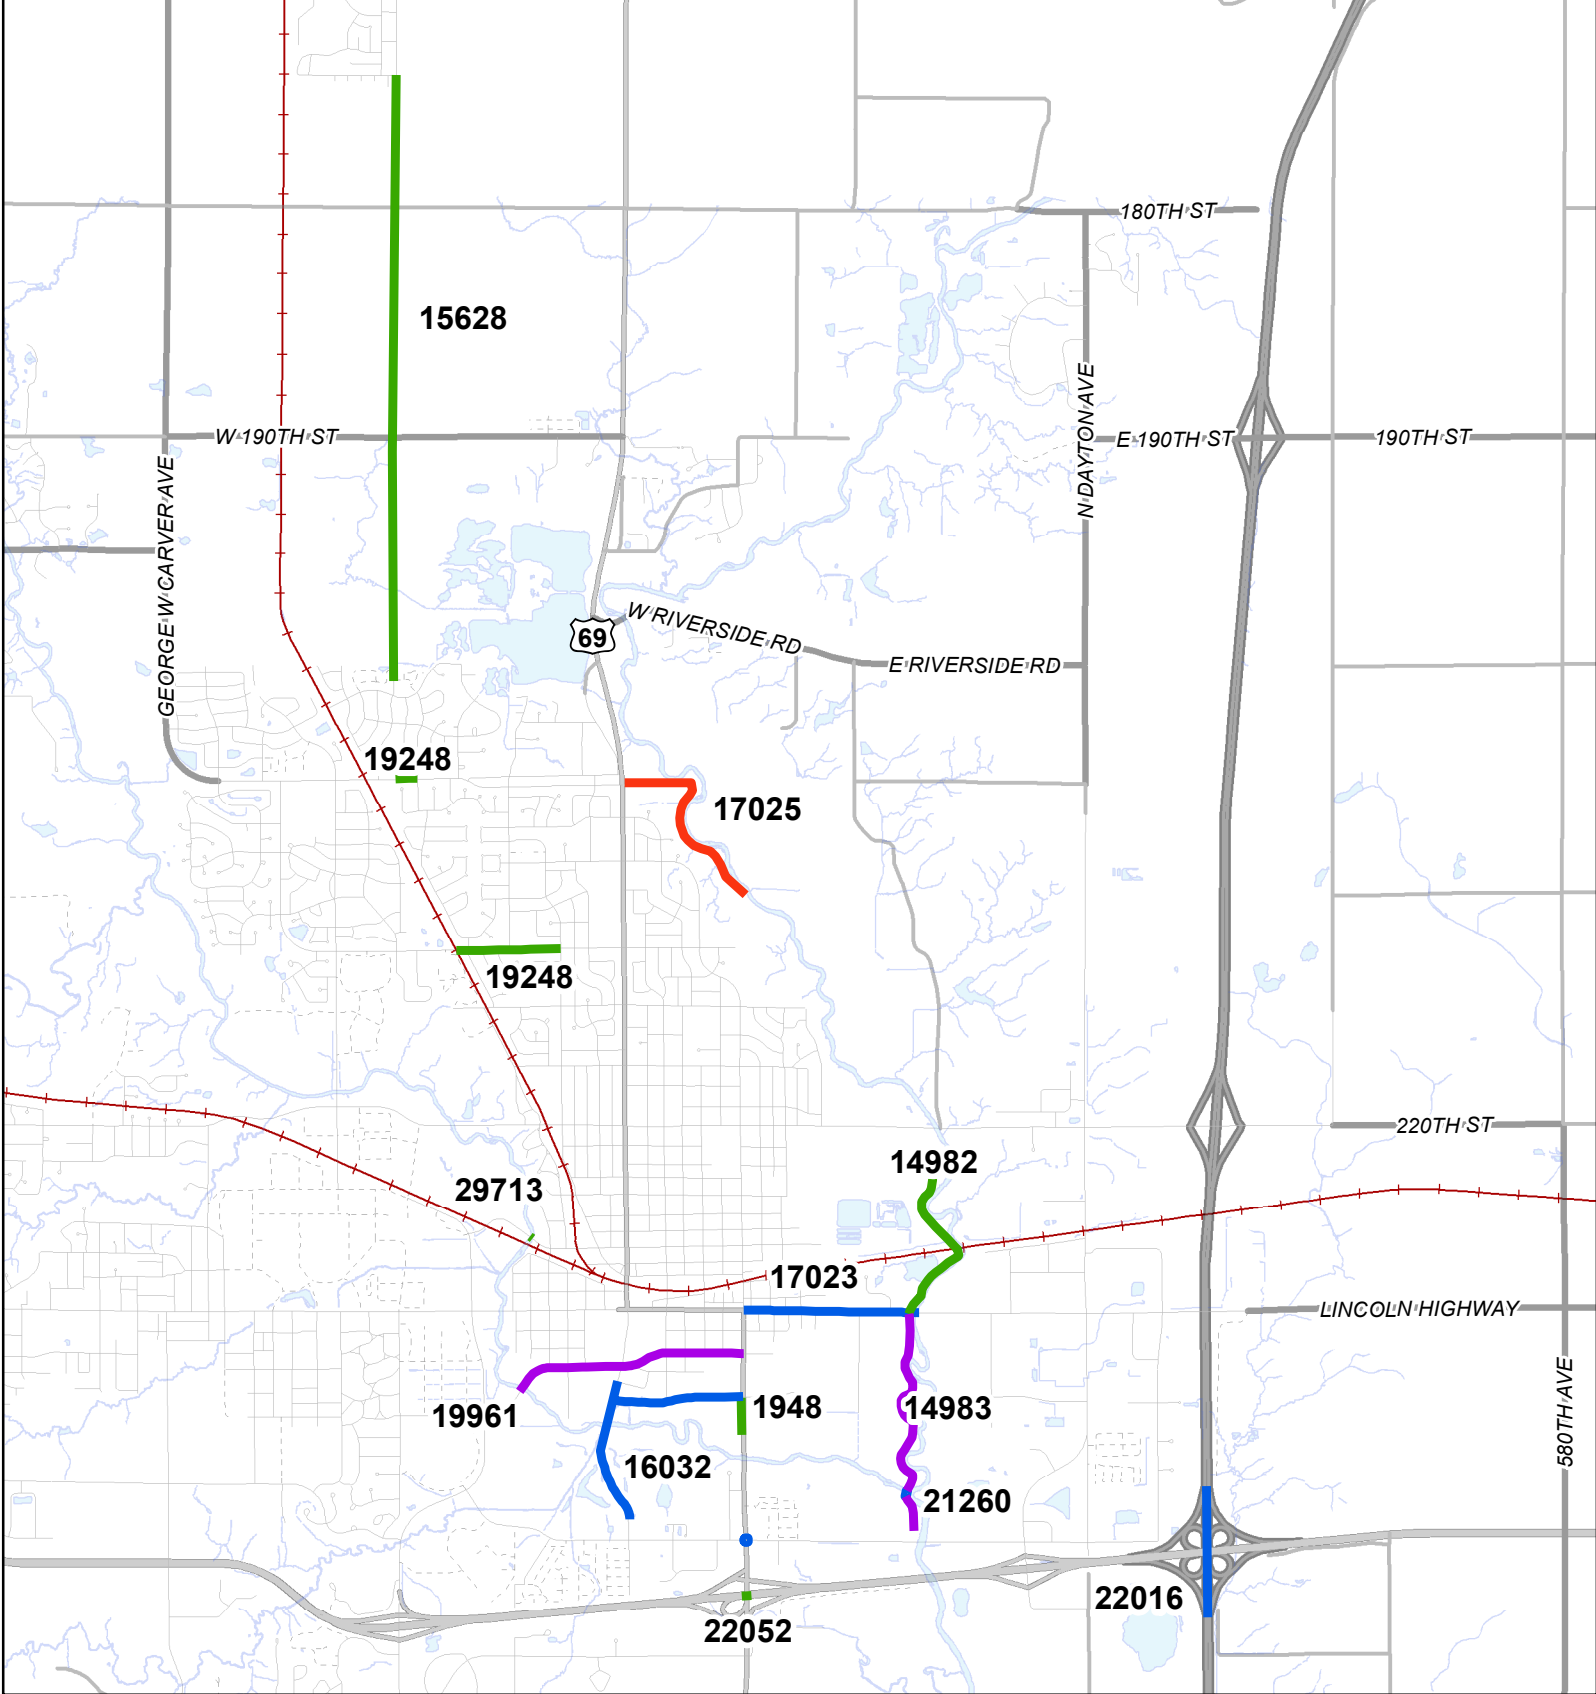 180TH ST
15628
N DAYTON AVE
W 190TH ST
E 190TH ST
190TH ST
GEORGE W CARVER AVE
69
W RIVERSIDE RD
E RIVERSIDE RD
19248
17025
19248
220TH ST
14982
29713
17023
LINCOLN HIGHWAY
580TH AVE
19961
1948
14983
16032
21260
22016
22052